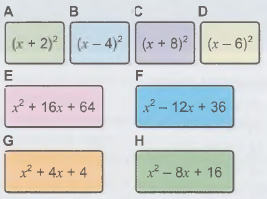 A B C D
(x + 2)² (x − 4)² (x + 8)² (x − 6)²
E F
x² + 16x + 64 x² − 12x + 36
G H
x² + 4x + 4 x² − 8x + 16